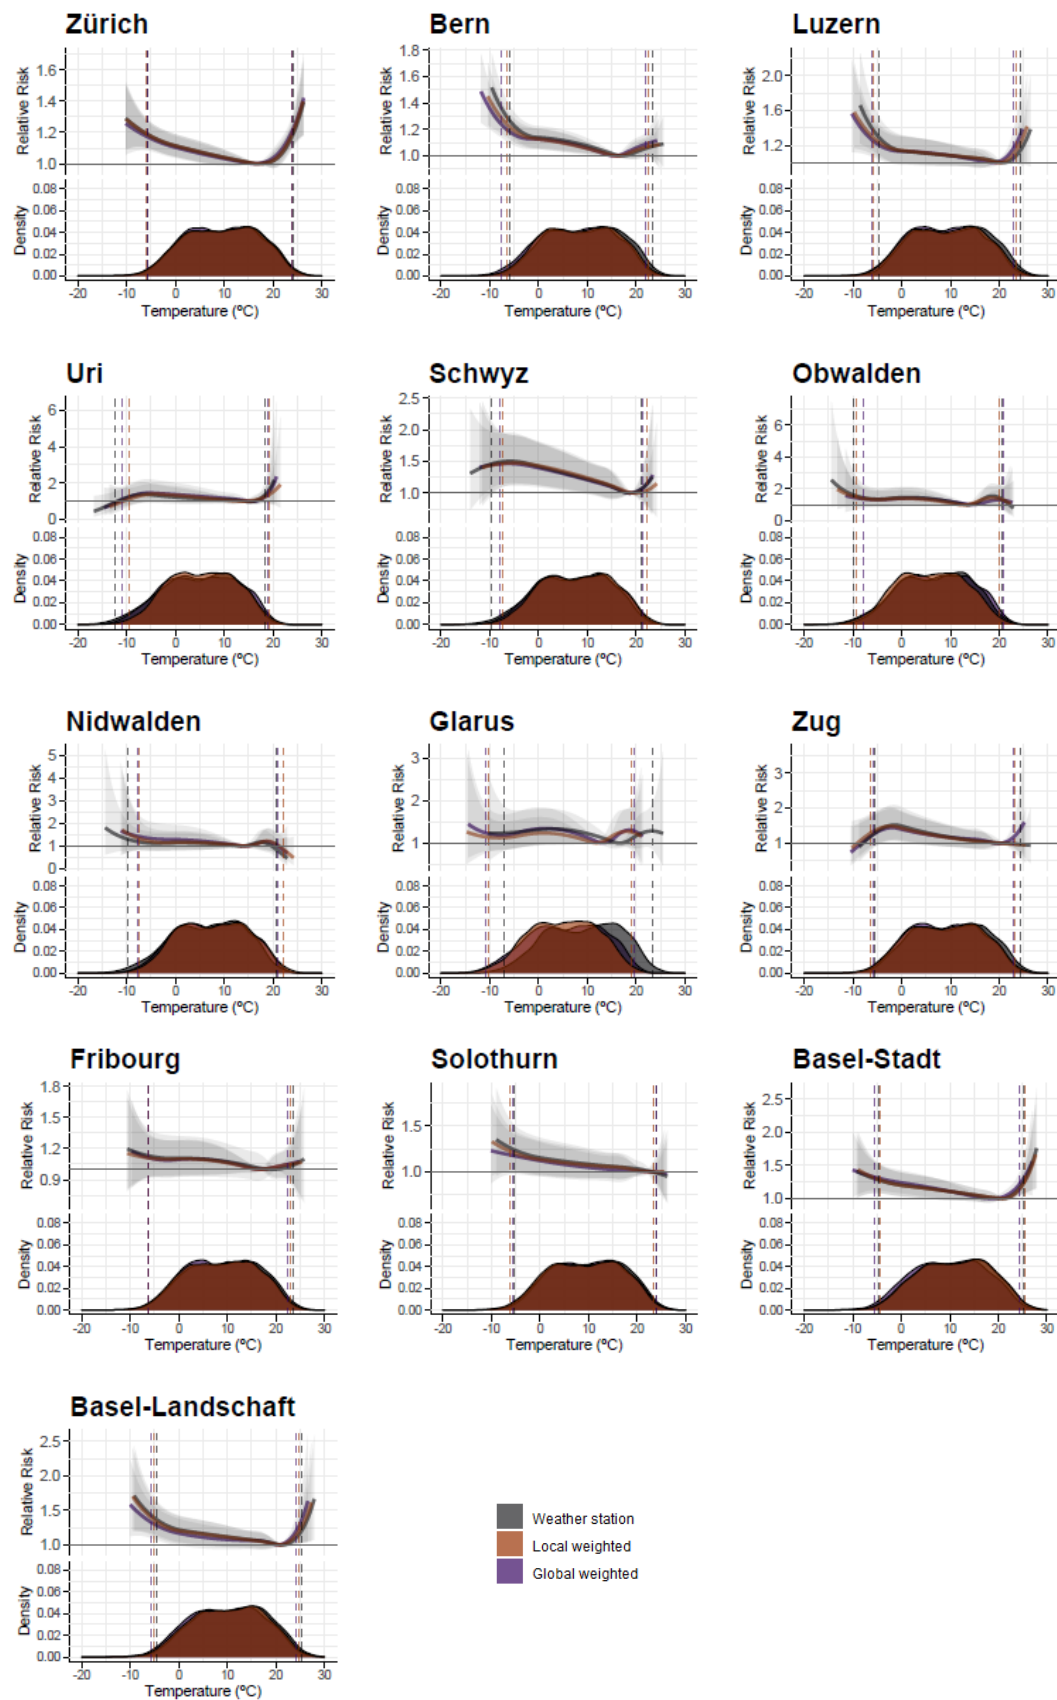 Zürich
Relative Risk
1.6
1.4
1.2
1.0
Density
0.08
0.06
0.04
0.02
0.00
-20 -10 0 10 20 30
Temperature (ºC)
Bern
Relative Risk
1.8
1.6
1.4
1.2
1.0
Density
0.08
0.06
0.04
0.02
0.00
-20 -10 0 10 20 30
Temperature (ºC)
Luzern
Relative Risk
2.0
1.6
1.2
Density
0.08
0.06
0.04
0.02
0.00
-20 -10 0 10 20 30
Temperature (ºC)
Uri
Relative Risk
6
4
2
0
Density
0.08
0.06
0.04
0.02
0.00
-20 -10 0 10 20 30
Temperature (ºC)
Schwyz
Relative Risk
2.5
2.0
1.5
1.0
Density
0.08
0.06
0.04
0.02
0.00
-20 -10 0 10 20 30
Temperature (ºC)
Obwalden
Relative Risk
6
4
2
0
Density
0.08
0.06
0.04
0.02
0.00
-20 -10 0 10 20 30
Temperature (ºC)
Nidwalden
Relative Risk
5
4
3
2
1
0
Density
0.08
0.06
0.04
0.02
0.00
-20 -10 0 10 20 30
Temperature (ºC)
Glarus
Relative Risk
3
2
1
Density
0.08
0.06
0.04
0.02
0.00
-20 -10 0 10 20 30
Temperature (ºC)
Zug
Relative Risk
3
2
1
Density
0.08
0.06
0.04
0.02
0.00
-20 -10 0 10 20 30
Temperature (ºC)
Fribourg
Relative Risk
1.8
1.5
1.2
0.9
Density
0.08
0.06
0.04
0.02
0.00
-20 -10 0 10 20 30
Temperature (ºC)
Solothurn
Relative Risk
1.5
1.0
Density
0.08
0.06
0.04
0.02
0.00
-20 -10 0 10 20 30
Temperature (ºC)
Basel-Stadt
Relative Risk
2.5
2.0
1.5
1.0
Density
0.08
0.06
0.04
0.02
0.00
-20 -10 0 10 20 30
Temperature (ºC)
Basel-Landschaft
Relative Risk
2.5
2.0
1.5
1.0
Density
0.08
0.06
0.04
0.02
0.00
-20 -10 0 10 20 30
Temperature (ºC)
Weather station
Local weighted
Global weighted